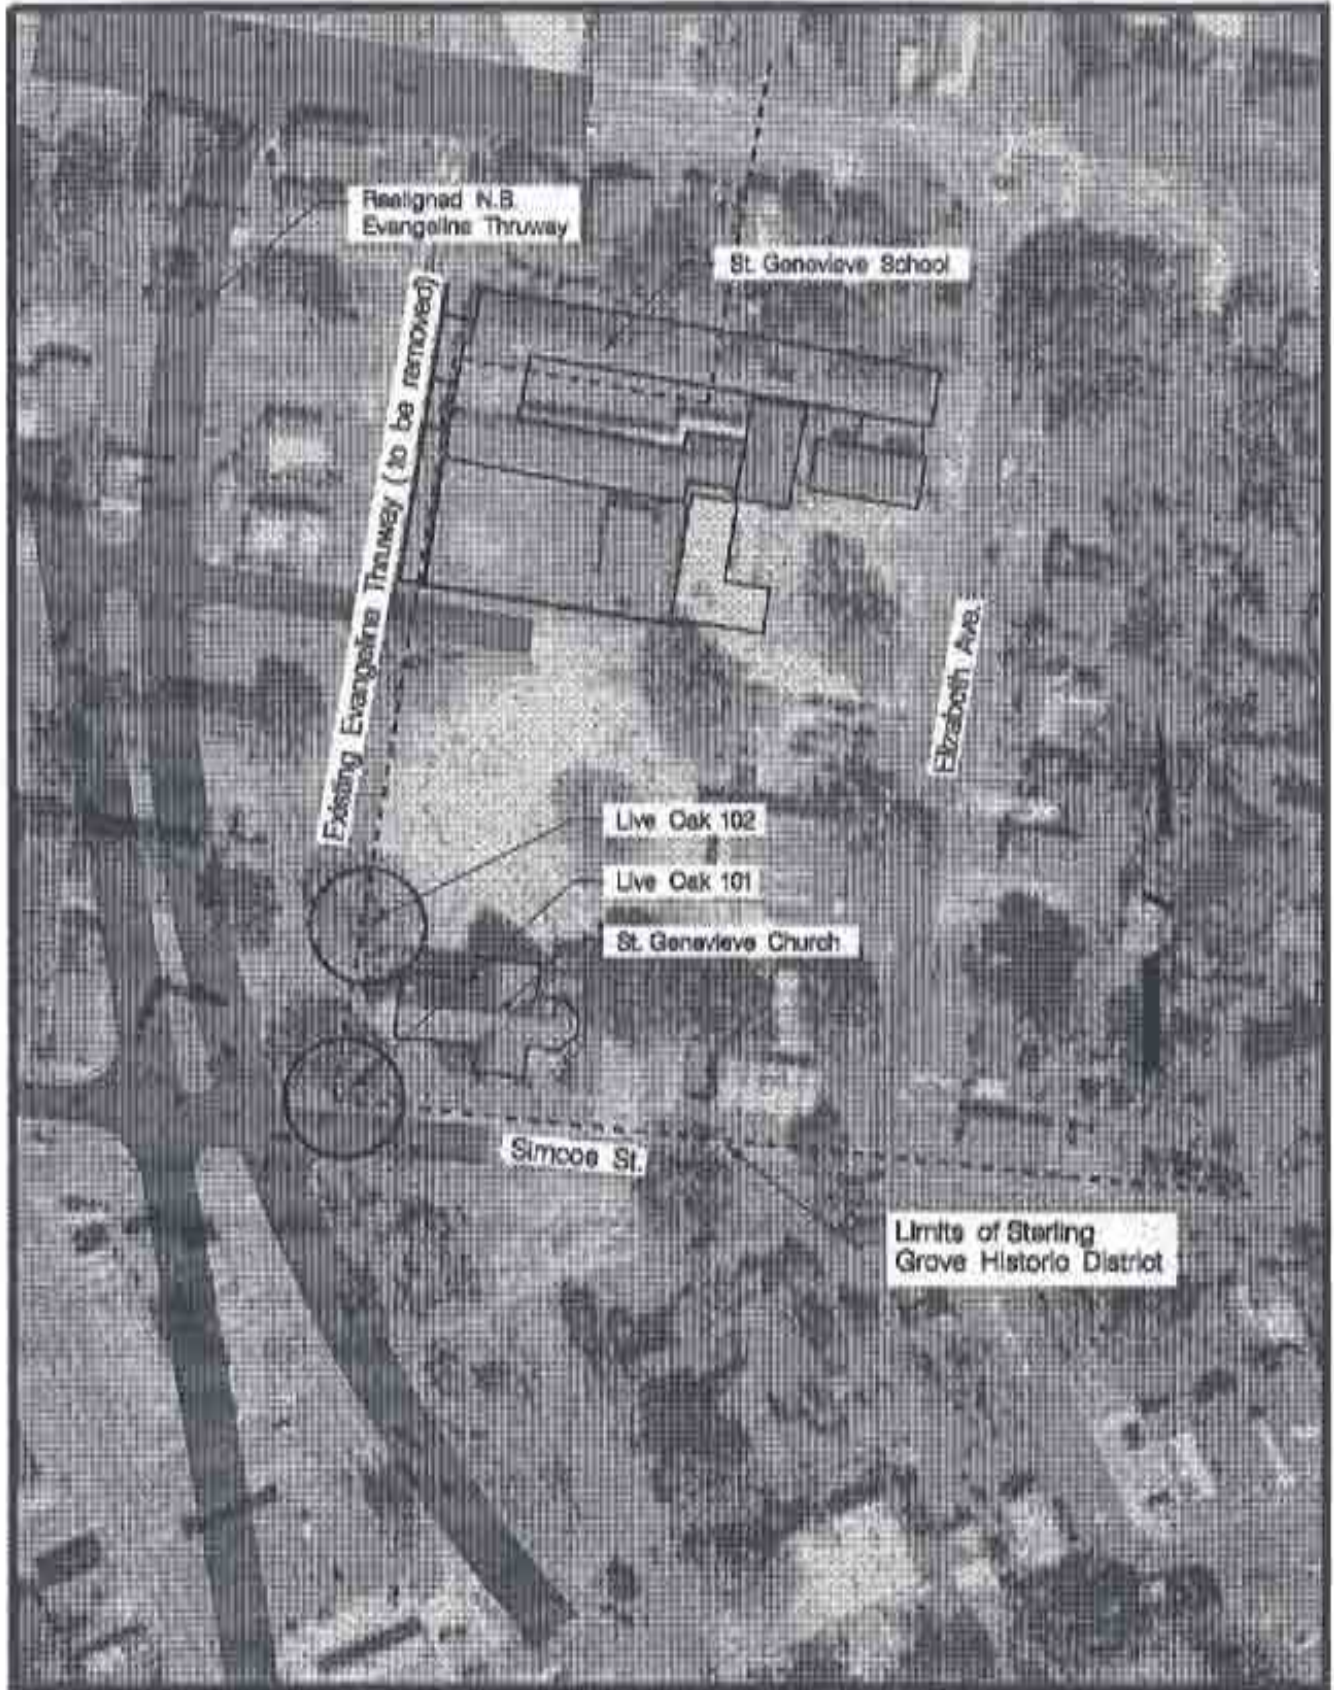 Realigned N.B.
Evangeline Thruway
St. Genevieve School
Existing Evangeline Thruway (to be removed)
Elizabeth Ave.
Live Oak 102
Live Oak 101
St. Genevieve Church
Simcoe St.
Limits of Sterling
Grove Historic District